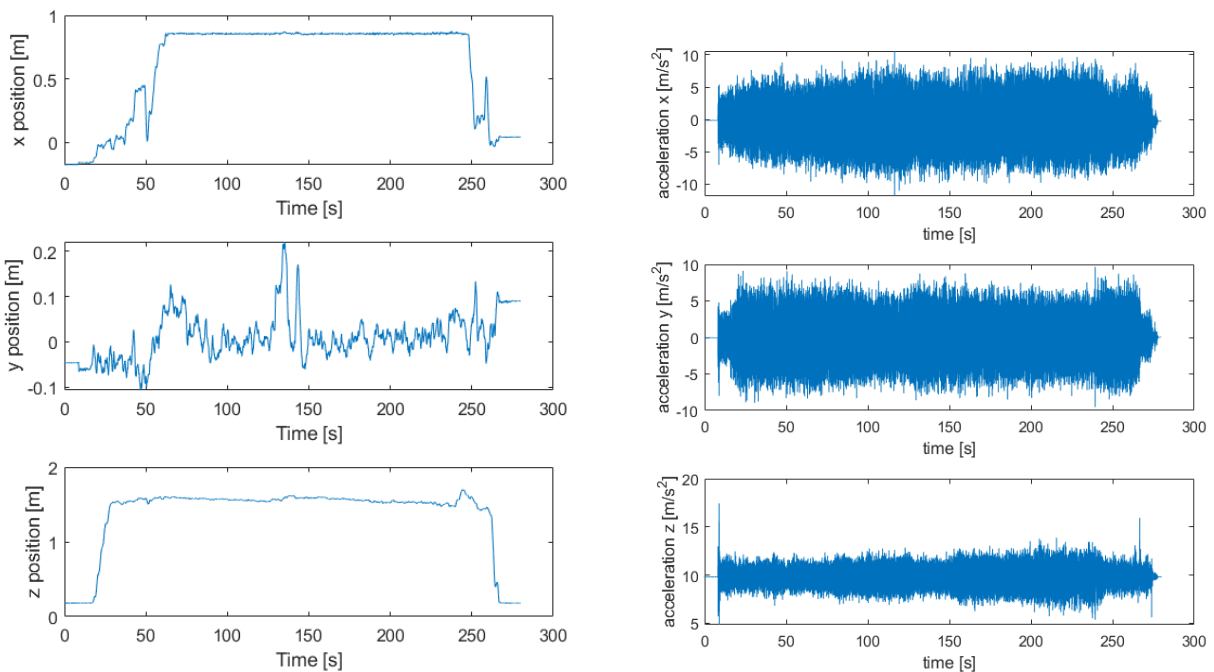 1
0.5
0
x position [m]
0 50 100 150 200 250 300
Time [s]
0.2
0.1
0
-0.1
y position [m]
0 50 100 150 200 250 300
Time [s]
2
1
0
z position [m]
0 50 100 150 200 250 300
Time [s]
10
5
0
-5
-10
acceleration x [m/s²]
0 50 100 150 200 250 300
time [s]
10
5
0
-5
-10
acceleration y [m/s²]
0 50 100 150 200 250 300
time [s]
20
15
10
5
acceleration z [m/s²]
0 50 100 150 200 250 300
time [s]